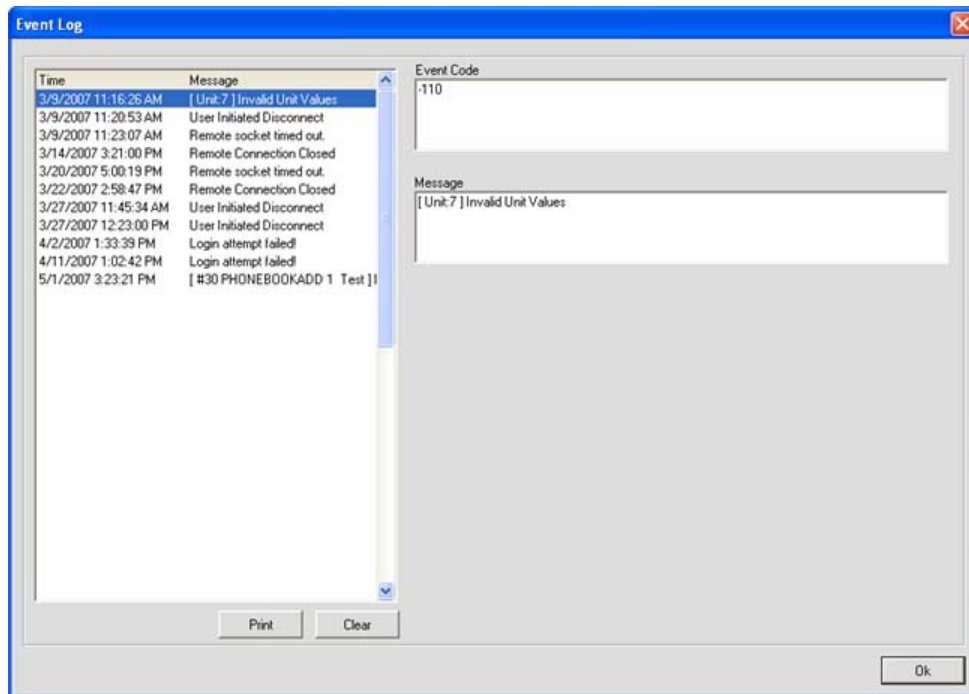 Event Log
Time Message
3/9/2007 11:16:26 AM [ Unit:7 ] Invalid Unit Values
3/9/2007 11:20:53 AM User Initiated Disconnect
3/9/2007 11:23:07 AM Remote socket timed out.
3/14/2007 3:21:00 PM Remote Connection Closed
3/20/2007 5:00:19 PM Remote socket timed out.
3/22/2007 2:58:47 PM Remote Connection Closed
3/27/2007 11:45:34 AM User Initiated Disconnect
3/27/2007 12:23:00 PM User Initiated Disconnect
4/2/2007 1:33:39 PM Login attempt failed!
4/11/2007 1:02:42 PM Login attempt failed!
5/1/2007 3:23:21 PM [ #30 PHONEBOOKADD 1 Test ]
Print
Clear
Event Code
-110
Message
[ Unit:7 ] Invalid Unit Values
Ok